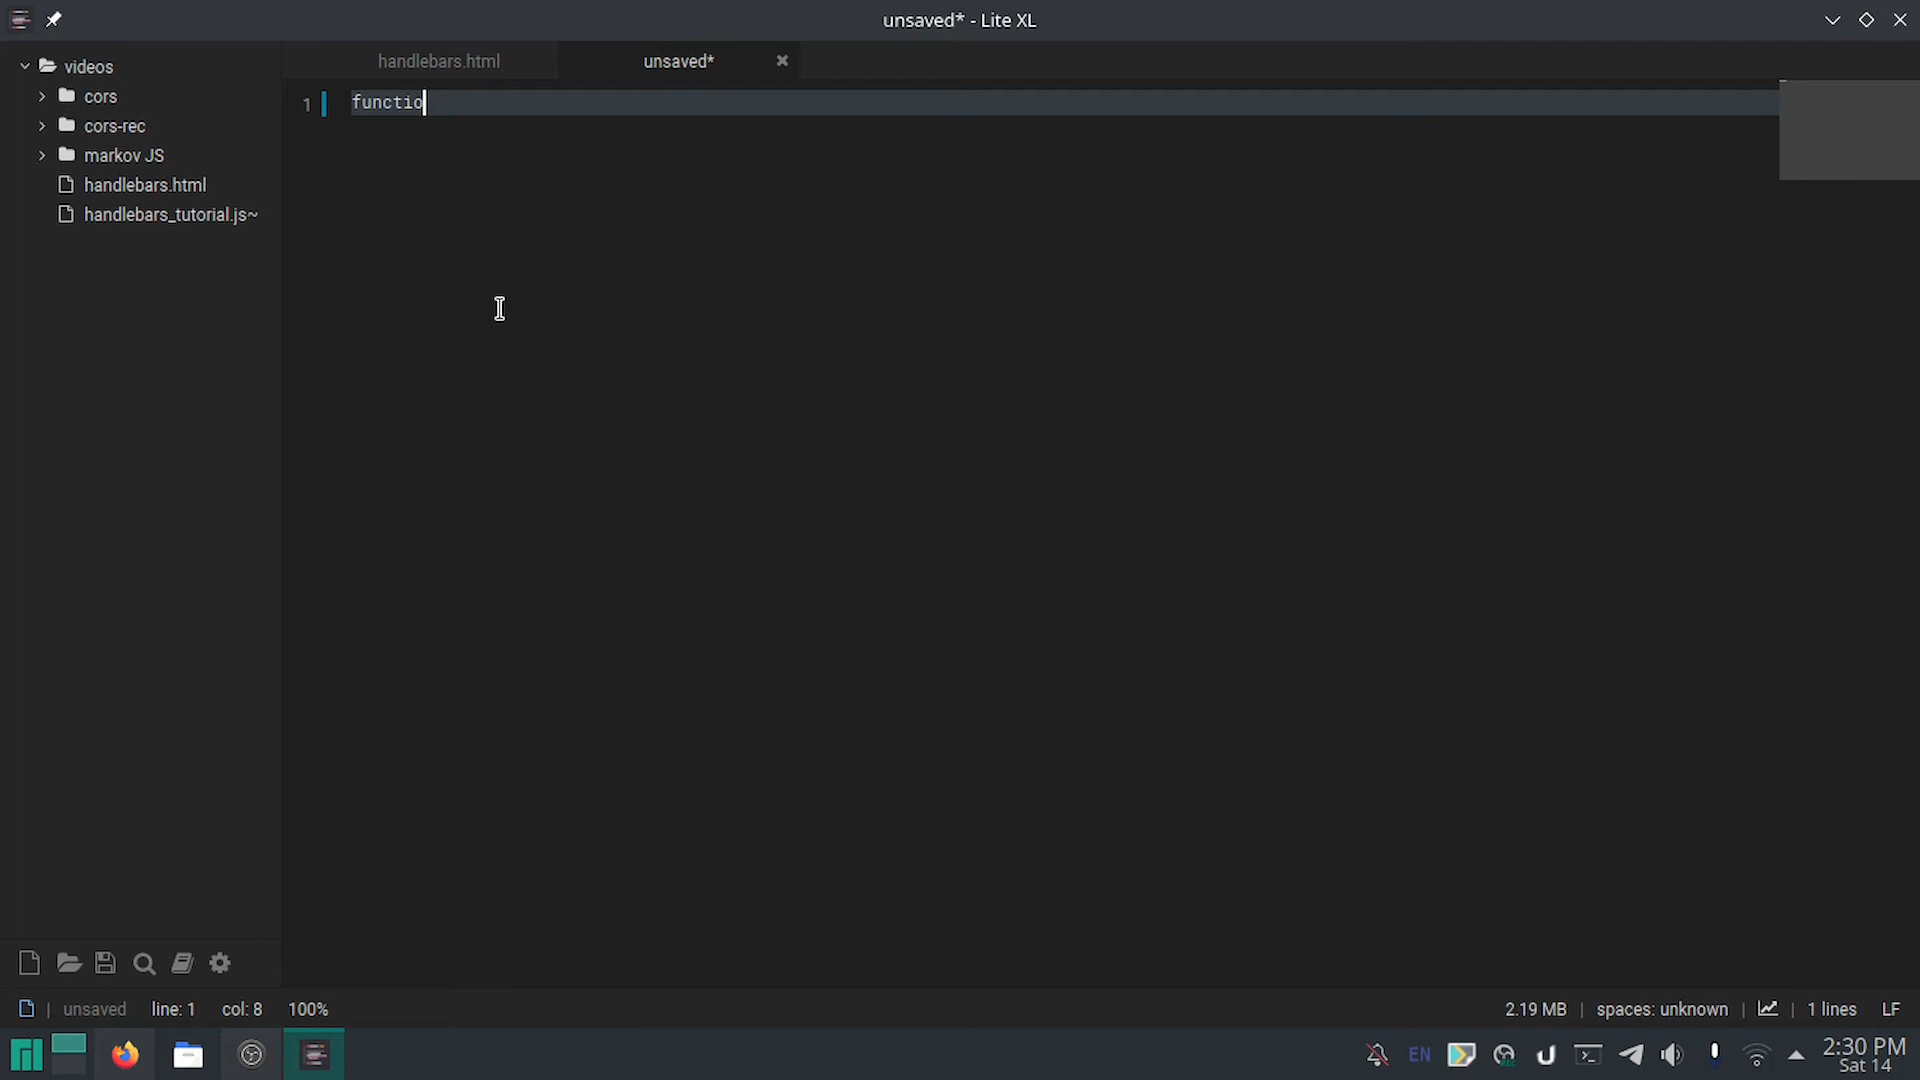 unsaved* - Lite XL
videos
cors
cors-rec
markov JS
handlebars.html
handlebars_tutorial.js~
handlebars.html
unsaved*
1
functio
unsaved
line: 1
col: 8
100%
2.19 MB
spaces: unknown
1 lines
LF
EN
2:30 PM
Sat 14